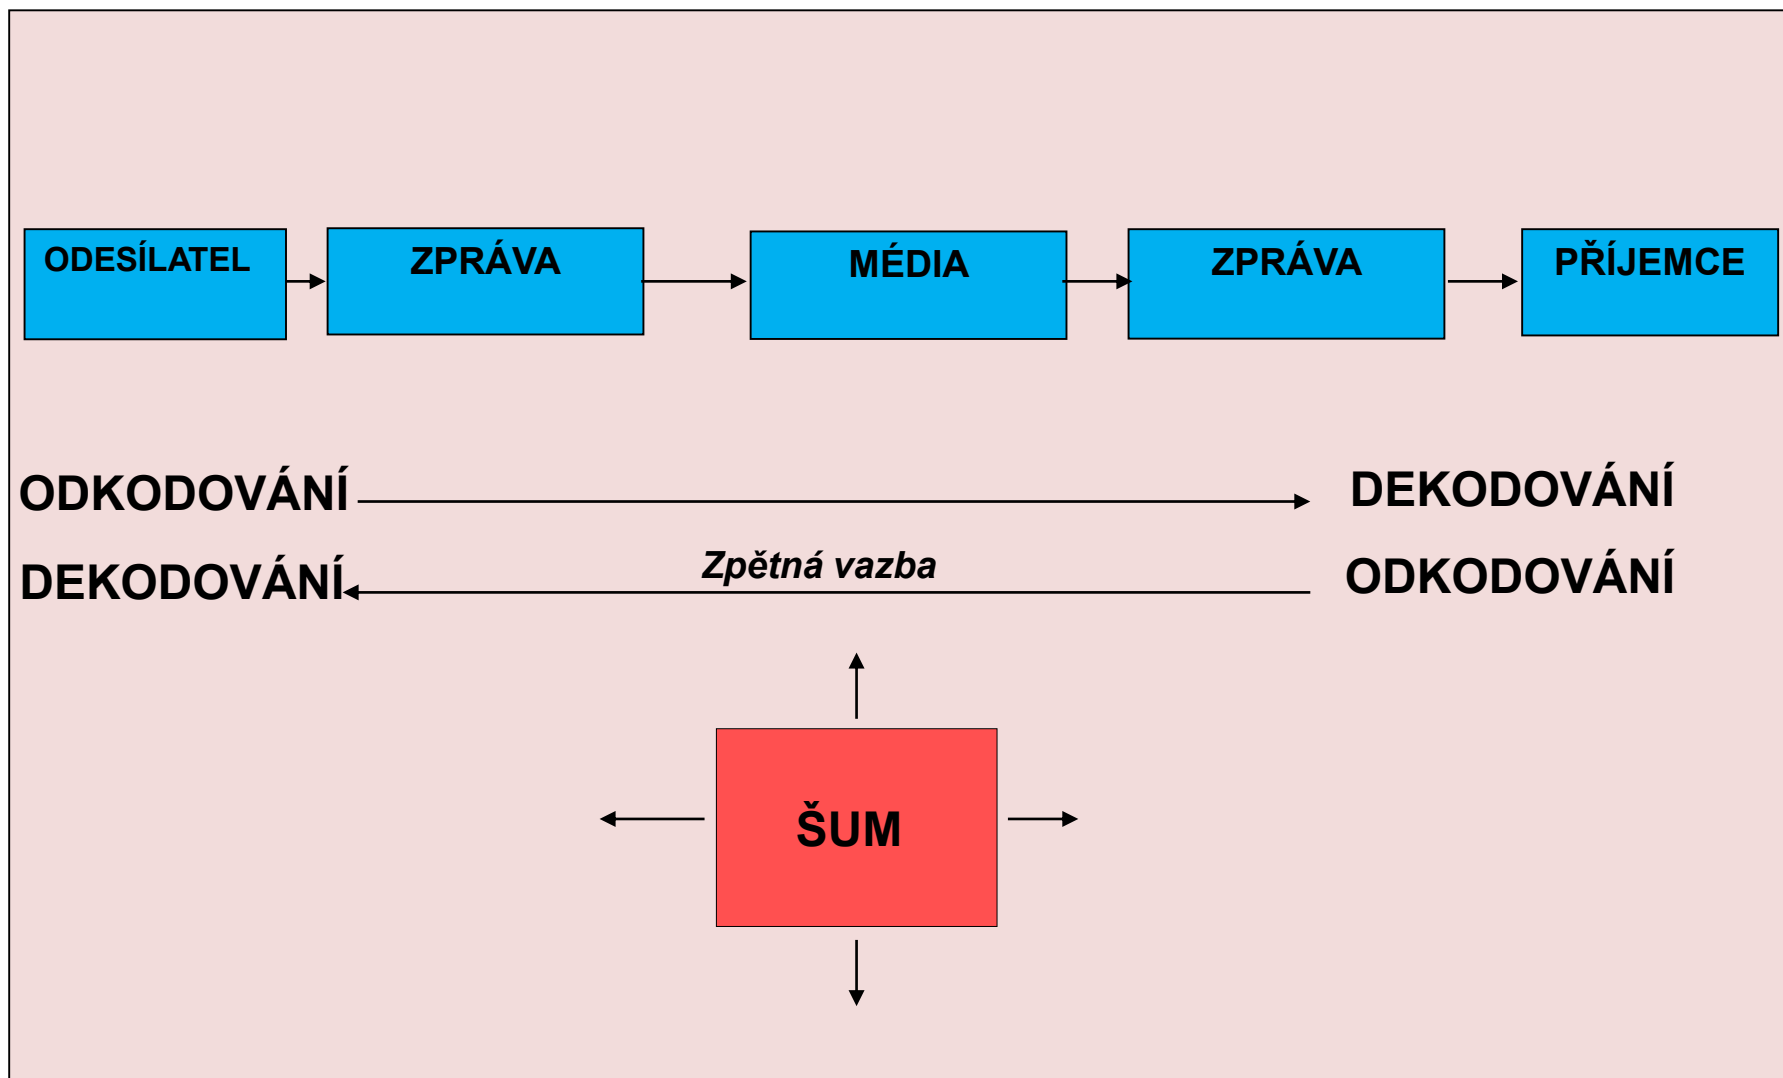 ODESÍLATEL
ZPRÁVA
MÉDIA
ZPRÁVA
PŘÍJEMCE
ODKODOVÁNÍ
DEKODOVÁNÍ
DEKODOVÁNÍ
Zpětná vazba
ODKODOVÁNÍ
ŠUM